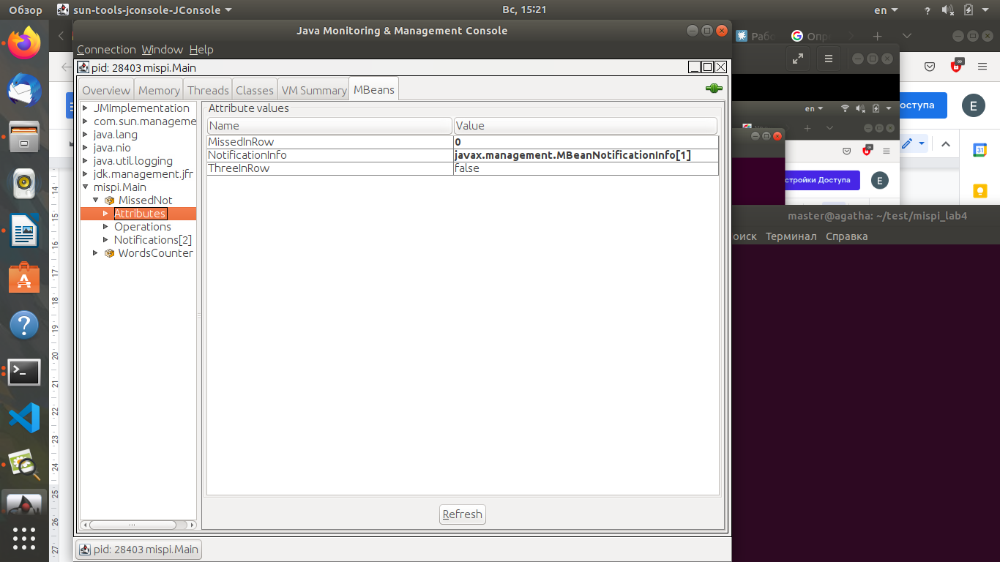 Обзор sun-tools-jconsole-JConsole Вс, 15:21 en
Java Monitoring & Management Console
Connection Window Help
pid: 28403 mispi.Main
Overview Memory Threads Classes VM Summary MBeans
JMImplementation
com.sun.manageme
java.lang
java.nio
java.util.logging
jdk.management.jfr
mispi.Main
MissedNot
Attributes
Operations
Notifications[2]
WordsCounter
Attribute values
Name Value
MissedInRow 0
NotificationInfo javax.management.MBeanNotificationInfo[1]
ThreeInRow false
Refresh
pid: 28403 mispi.Main
Рабо Опр
оступа E
en
стройки Доступа E
31
master@agatha: ~/test/mispi_lab4
оиск Терминал Справка
14
15
16
17
18
19
20
21
22
23
24
25
26
27